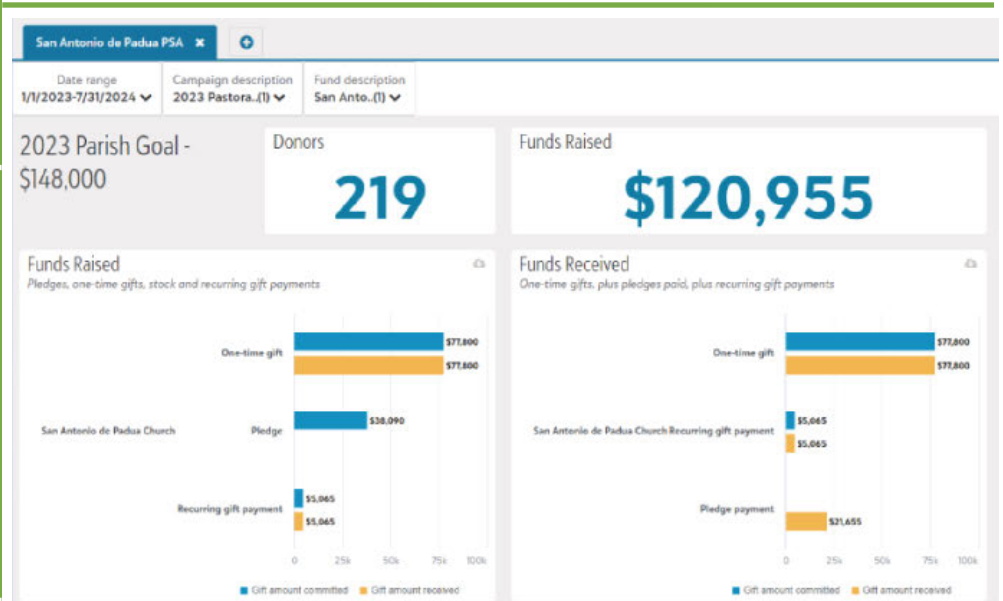 San Antonio de Padua PSA
Date range
1/1/2023-7/31/2024
Campaign description
2023 Pastora..(1)
Fund description
San Anto..(1)
2023 Parish Goal -
$148,000
Donors
219
Funds Raised
$120,955
Funds Raised
Pledges, one-time gifts, stock and recurring gift payments
One-time gift
$77,800
$77,800
San Antonio de Padua Church
Pledge
$38,090
Recurring gift payment
$5,065
$5,065
0 25k 50k 75k 100k
Gift amount committed Gift amount received
Funds Received
One-time gifts, plus pledges paid, plus recurring gift payments
One-time gift
$77,800
$77,800
San Antonio de Padua Church Recurring gift payment
$5,065
$5,065
Pledge payment
$21,655
0 25k 50k 75k 100k
Gift amount committed Gift amount received